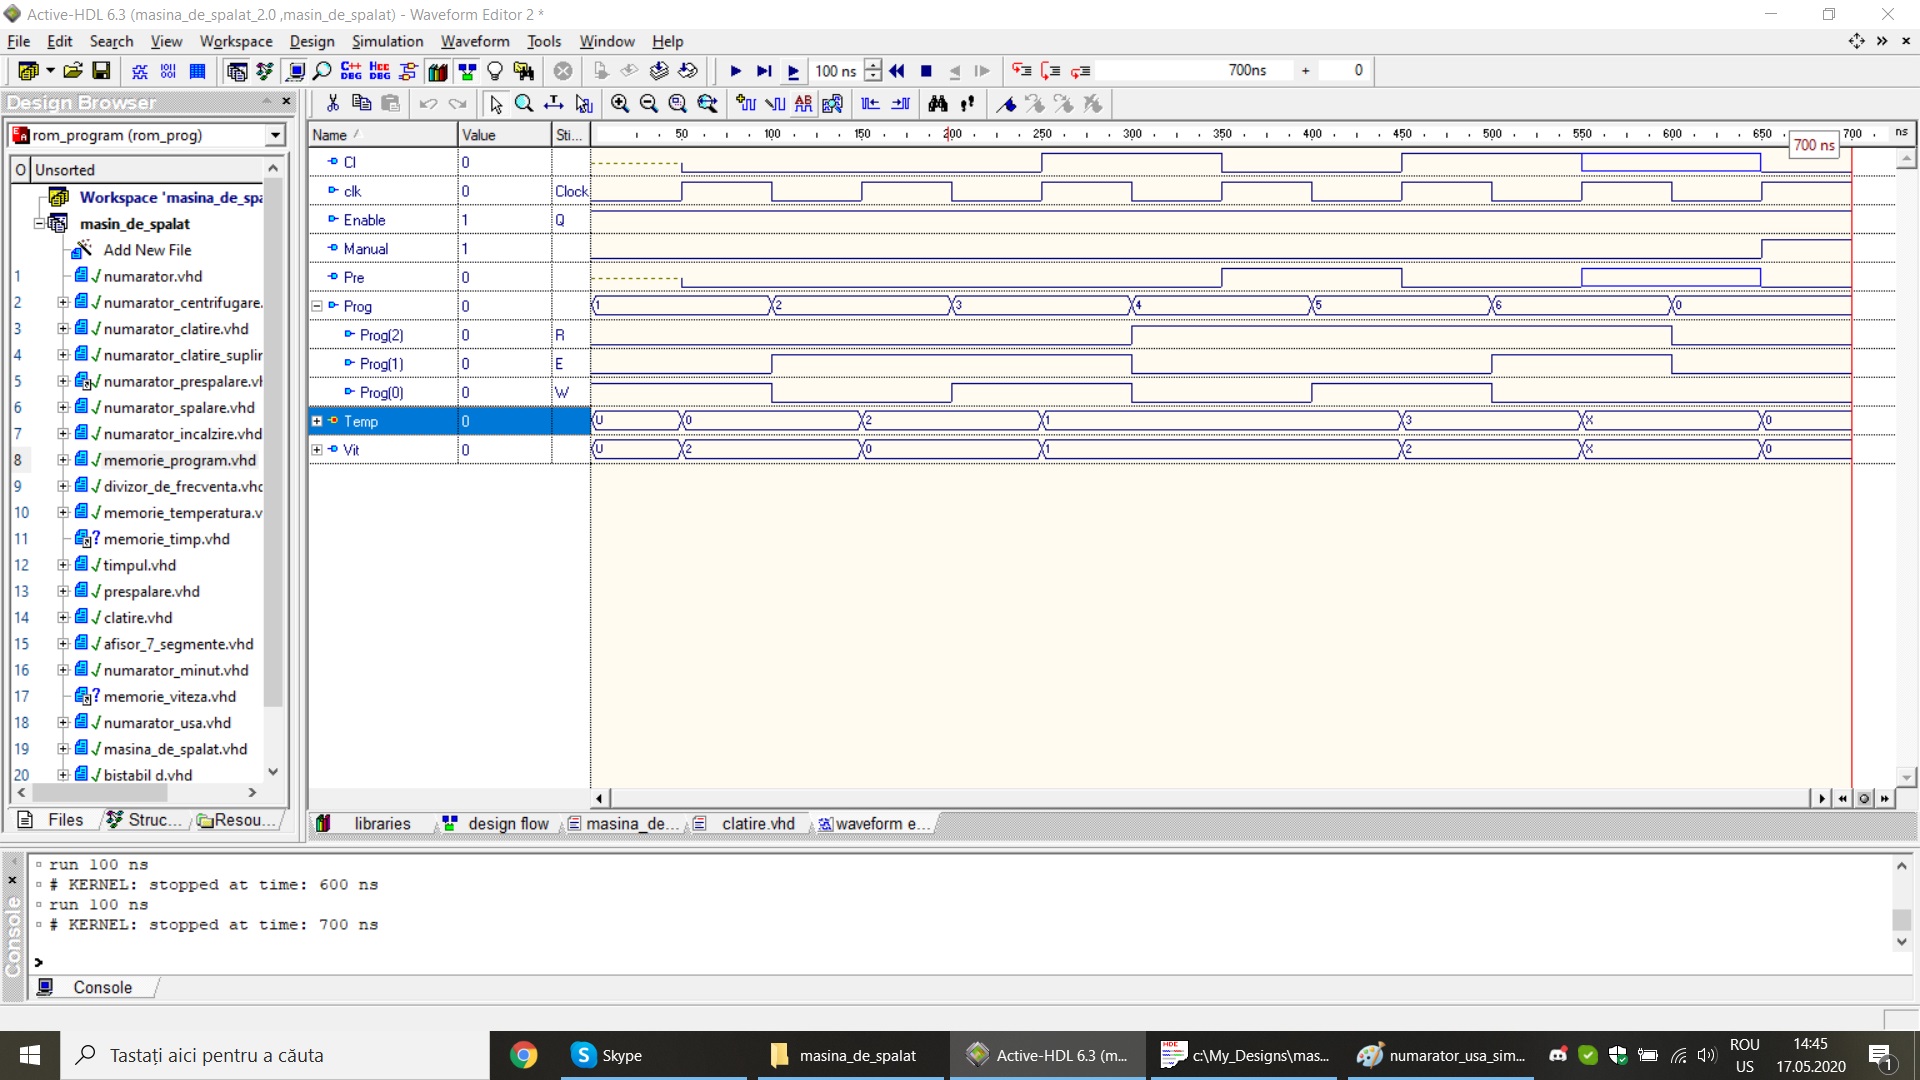 Active-HDL 6.3 (masina_de_spalat_2.0 ,masin_de_spalat) - Waveform Editor 2 *
File Edit Search View Workspace Design Simulation Waveform Tools Window Help
100 ns 700ns + 0
Design Browser
rom_program (rom_prog)
O Unsorted
Workspace 'masina_de_spa
masin_de_spalat
Add New File
1 numarator.vhd
2 numarator_centrifugare.
3 numarator_clatire.vhd
4 numarator_clatire_suplir
5 numarator_prespalare.vl
6 numarator_spalare.vhd
7 numarator_incalzire.vhd
8 memorie_program.vhd
9 divizor_de_frecventa.vhc
10 memorie_temperatura.v
11 ? memorie_timp.vhd
12 timpul.vhd
13 prespalare.vhd
14 clatire.vhd
15 afisor_7_segmente.vhd
16 numarator_minut.vhd
17 ? memorie_viteza.vhd
18 numarator_usa.vhd
19 masina_de_spalat.vhd
20 bistabil d.vhd
Files Struc... Resou...
Name Value Sti... 50 100 150 200 250 300 350 400 450 500 550 600 650 700 ns
700 ns
Cl 0
clk 0 Clock
Enable 1 Q
Manual 1
Pre 0
Prog 0 1 2 3 4 5 6 0
Prog(2) 0 R
Prog(1) 0 E
Prog(0) 0 W
Temp 0 U 0 2 1 3 X 0
Vit 0 U 2 0 1 2 X 0
libraries design flow masina_de... clatire.vhd waveform e...
Console
run 100 ns
# KERNEL: stopped at time: 600 ns
run 100 ns
# KERNEL: stopped at time: 700 ns
>
Console
Tastați aici pentru a căuta
Skype
masina_de_spalat
Active-HDL 6.3 (m...
c:\My_Designs\mas...
numarator_usa_sim...
ROU
US
14:45
17.05.2020
1